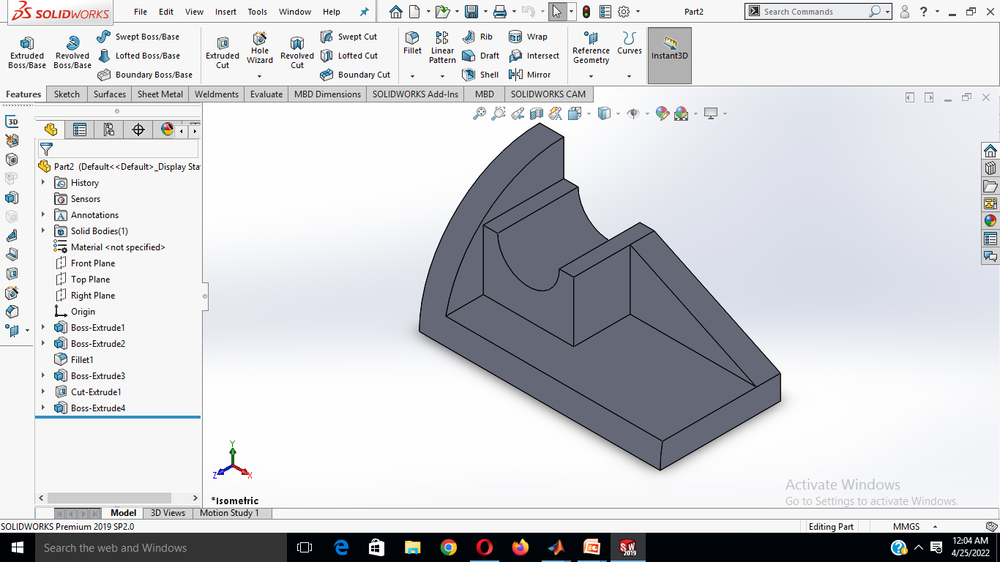 SOLIDWORKS File Edit View Insert Tools Window Help Part2 Search Commands ?
Extruded Boss/Base
Revolved Boss/Base
Swept Boss/Base
Lofted Boss/Base
Boundary Boss/Base
Extruded Cut
Hole Wizard
Revolved Cut
Swept Cut
Lofted Cut
Boundary Cut
Fillet
Linear Pattern
Rib
Draft
Shell
Wrap
Intersect
Mirror
Reference Geometry
Curves
Instant3D
Features Sketch Surfaces Sheet Metal Weldments Evaluate MBD Dimensions SOLIDWORKS Add-Ins MBD SOLIDWORKS CAM
3D
Part2 (Default<<Default>_Display Sta
History
Sensors
A Annotations
Solid Bodies(1)
Material <not specified>
Front Plane
Top Plane
Right Plane
Origin
Boss-Extrude1
Boss-Extrude2
Fillet1
Boss-Extrude3
Cut-Extrude1
Boss-Extrude4
Y
Z X
*Isometric
Activate Windows
Go to Settings to activate Windows.
Model 3D Views Motion Study 1
SOLIDWORKS Premium 2019 SP2.0 Editing Part MMGS
Search the web and Windows SW 2019 12:04 AM
4/25/2022